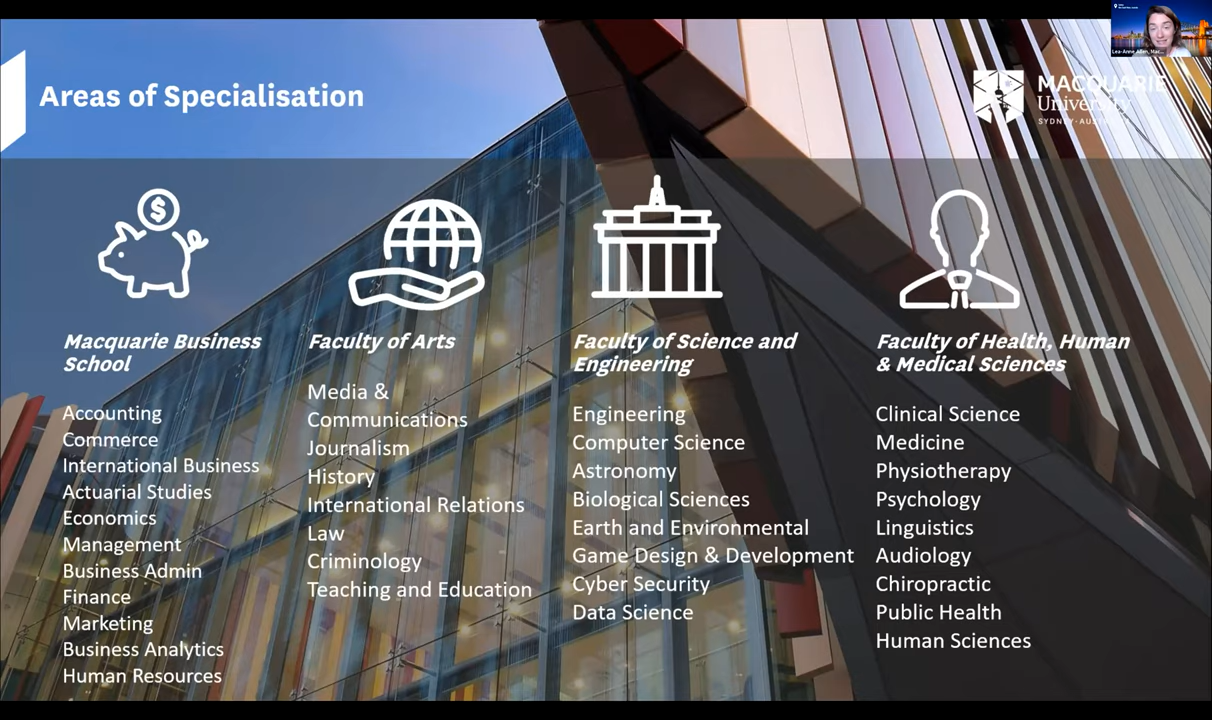 Lea-Anne Allen, Mac...
Areas of Specialisation
MACQUARIE
University
SYDNEY·AUSTRALIA
$
Macquarie Business
School
Accounting
Commerce
International Business
Actuarial Studies
Economics
Management
Business Admin
Finance
Marketing
Business Analytics
Human Resources
Faculty of Arts
Media &
Communications
Journalism
History
International Relations
Law
Criminology
Teaching and Education
Faculty of Science and
Engineering
Engineering
Computer Science
Astronomy
Biological Sciences
Earth and Environmental
Game Design & Development
Cyber Security
Data Science
Faculty of Health, Human
& Medical Sciences
Clinical Science
Medicine
Physiotherapy
Psychology
Linguistics
Audiology
Chiropractic
Public Health
Human Sciences